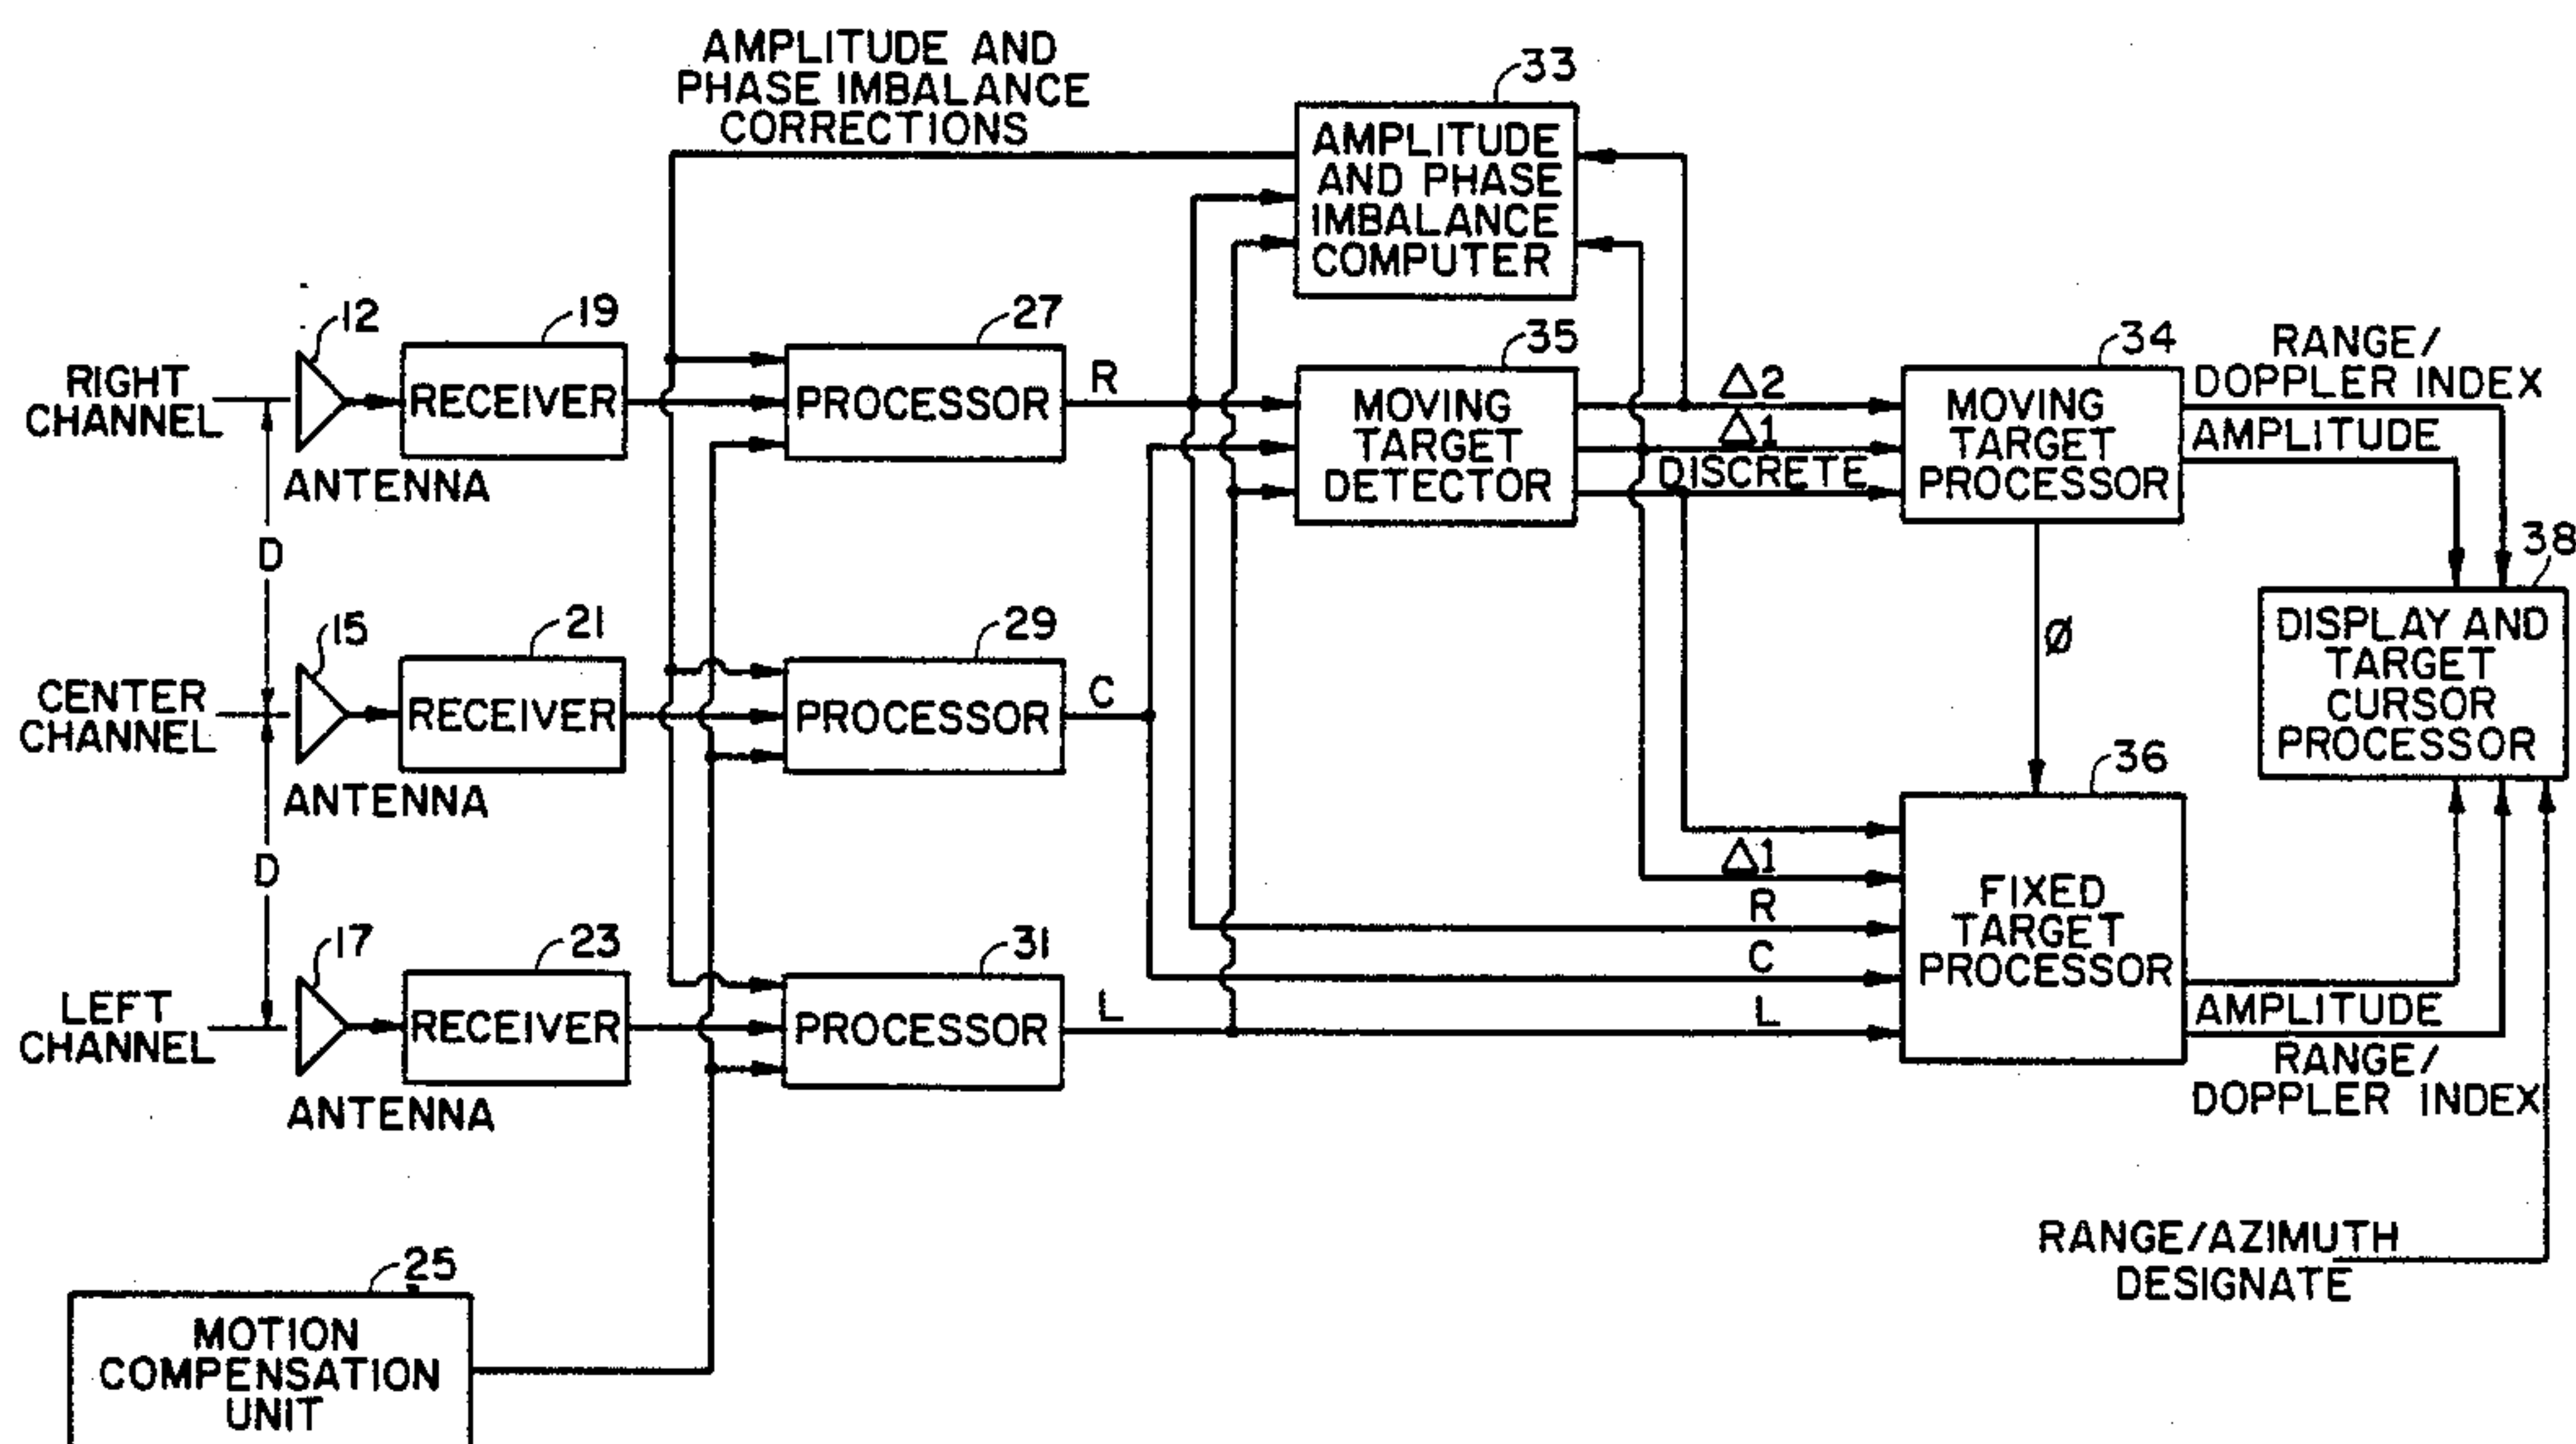 AMPLITUDE AND
PHASE IMBALANCE
CORRECTIONS
33
AMPLITUDE
AND PHASE
IMBALANCE
COMPUTER
12
19
27
35
34
RIGHT
CHANNEL
RECEIVER
PROCESSOR
R
MOVING
TARGET
DETECTOR
Δ2
Δ1
DISCRETE
MOVING
TARGET
PROCESSOR
RANGE/
DOPPLER INDEX
AMPLITUDE
ANTENNA
D
38
DISPLAY AND
TARGET
CURSOR
PROCESSOR
Ø
15
21
29
CENTER
CHANNEL
RECEIVER
PROCESSOR
C
ANTENNA
D
36
FIXED
TARGET
PROCESSOR
Δ1
R
C
L
17
23
31
LEFT
CHANNEL
RECEIVER
PROCESSOR
L
ANTENNA
AMPLITUDE
RANGE/
DOPPLER INDEX
RANGE/AZIMUTH
DESIGNATE
25
MOTION
COMPENSATION
UNIT